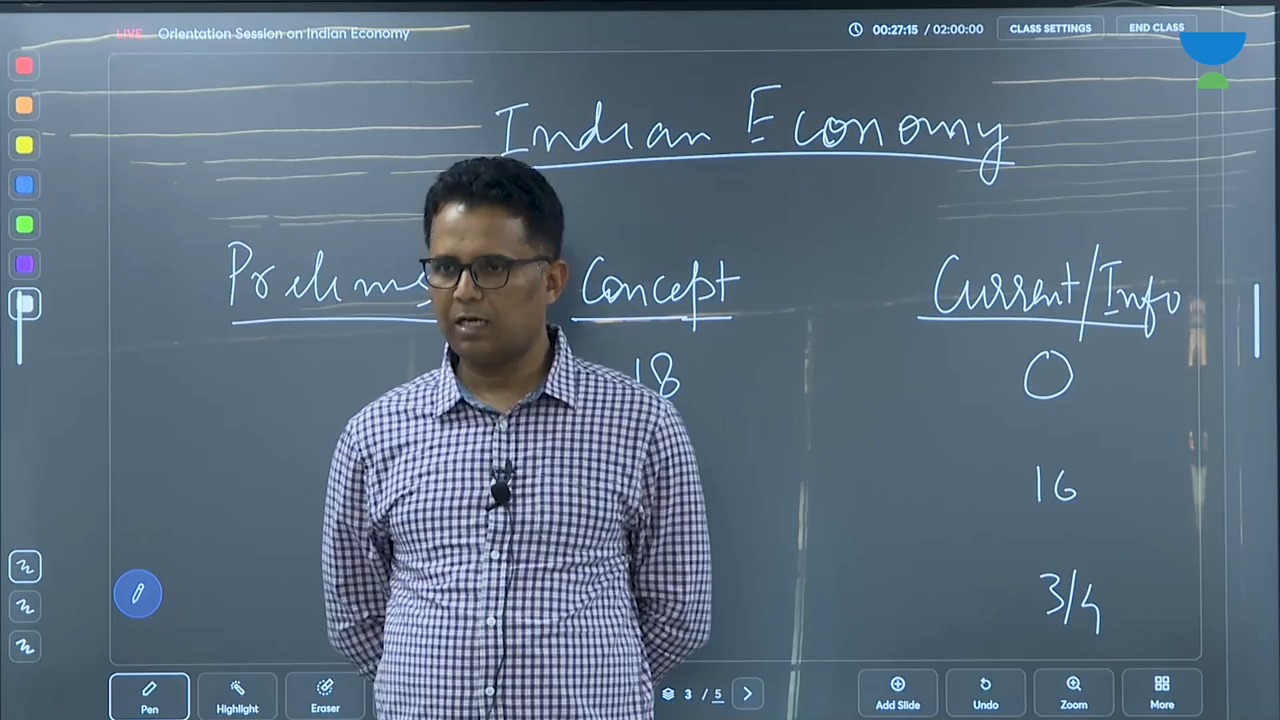 LIVE Orientation Session on Indian Economy 00:27:15 / 02:00:00 CLASS SETTINGS END CLASS
Indian Economy
Prelims Concept Current/Info
18 0
16
3/4
Pen Highlight Eraser 3 / 5 Add Slide Undo Zoom More